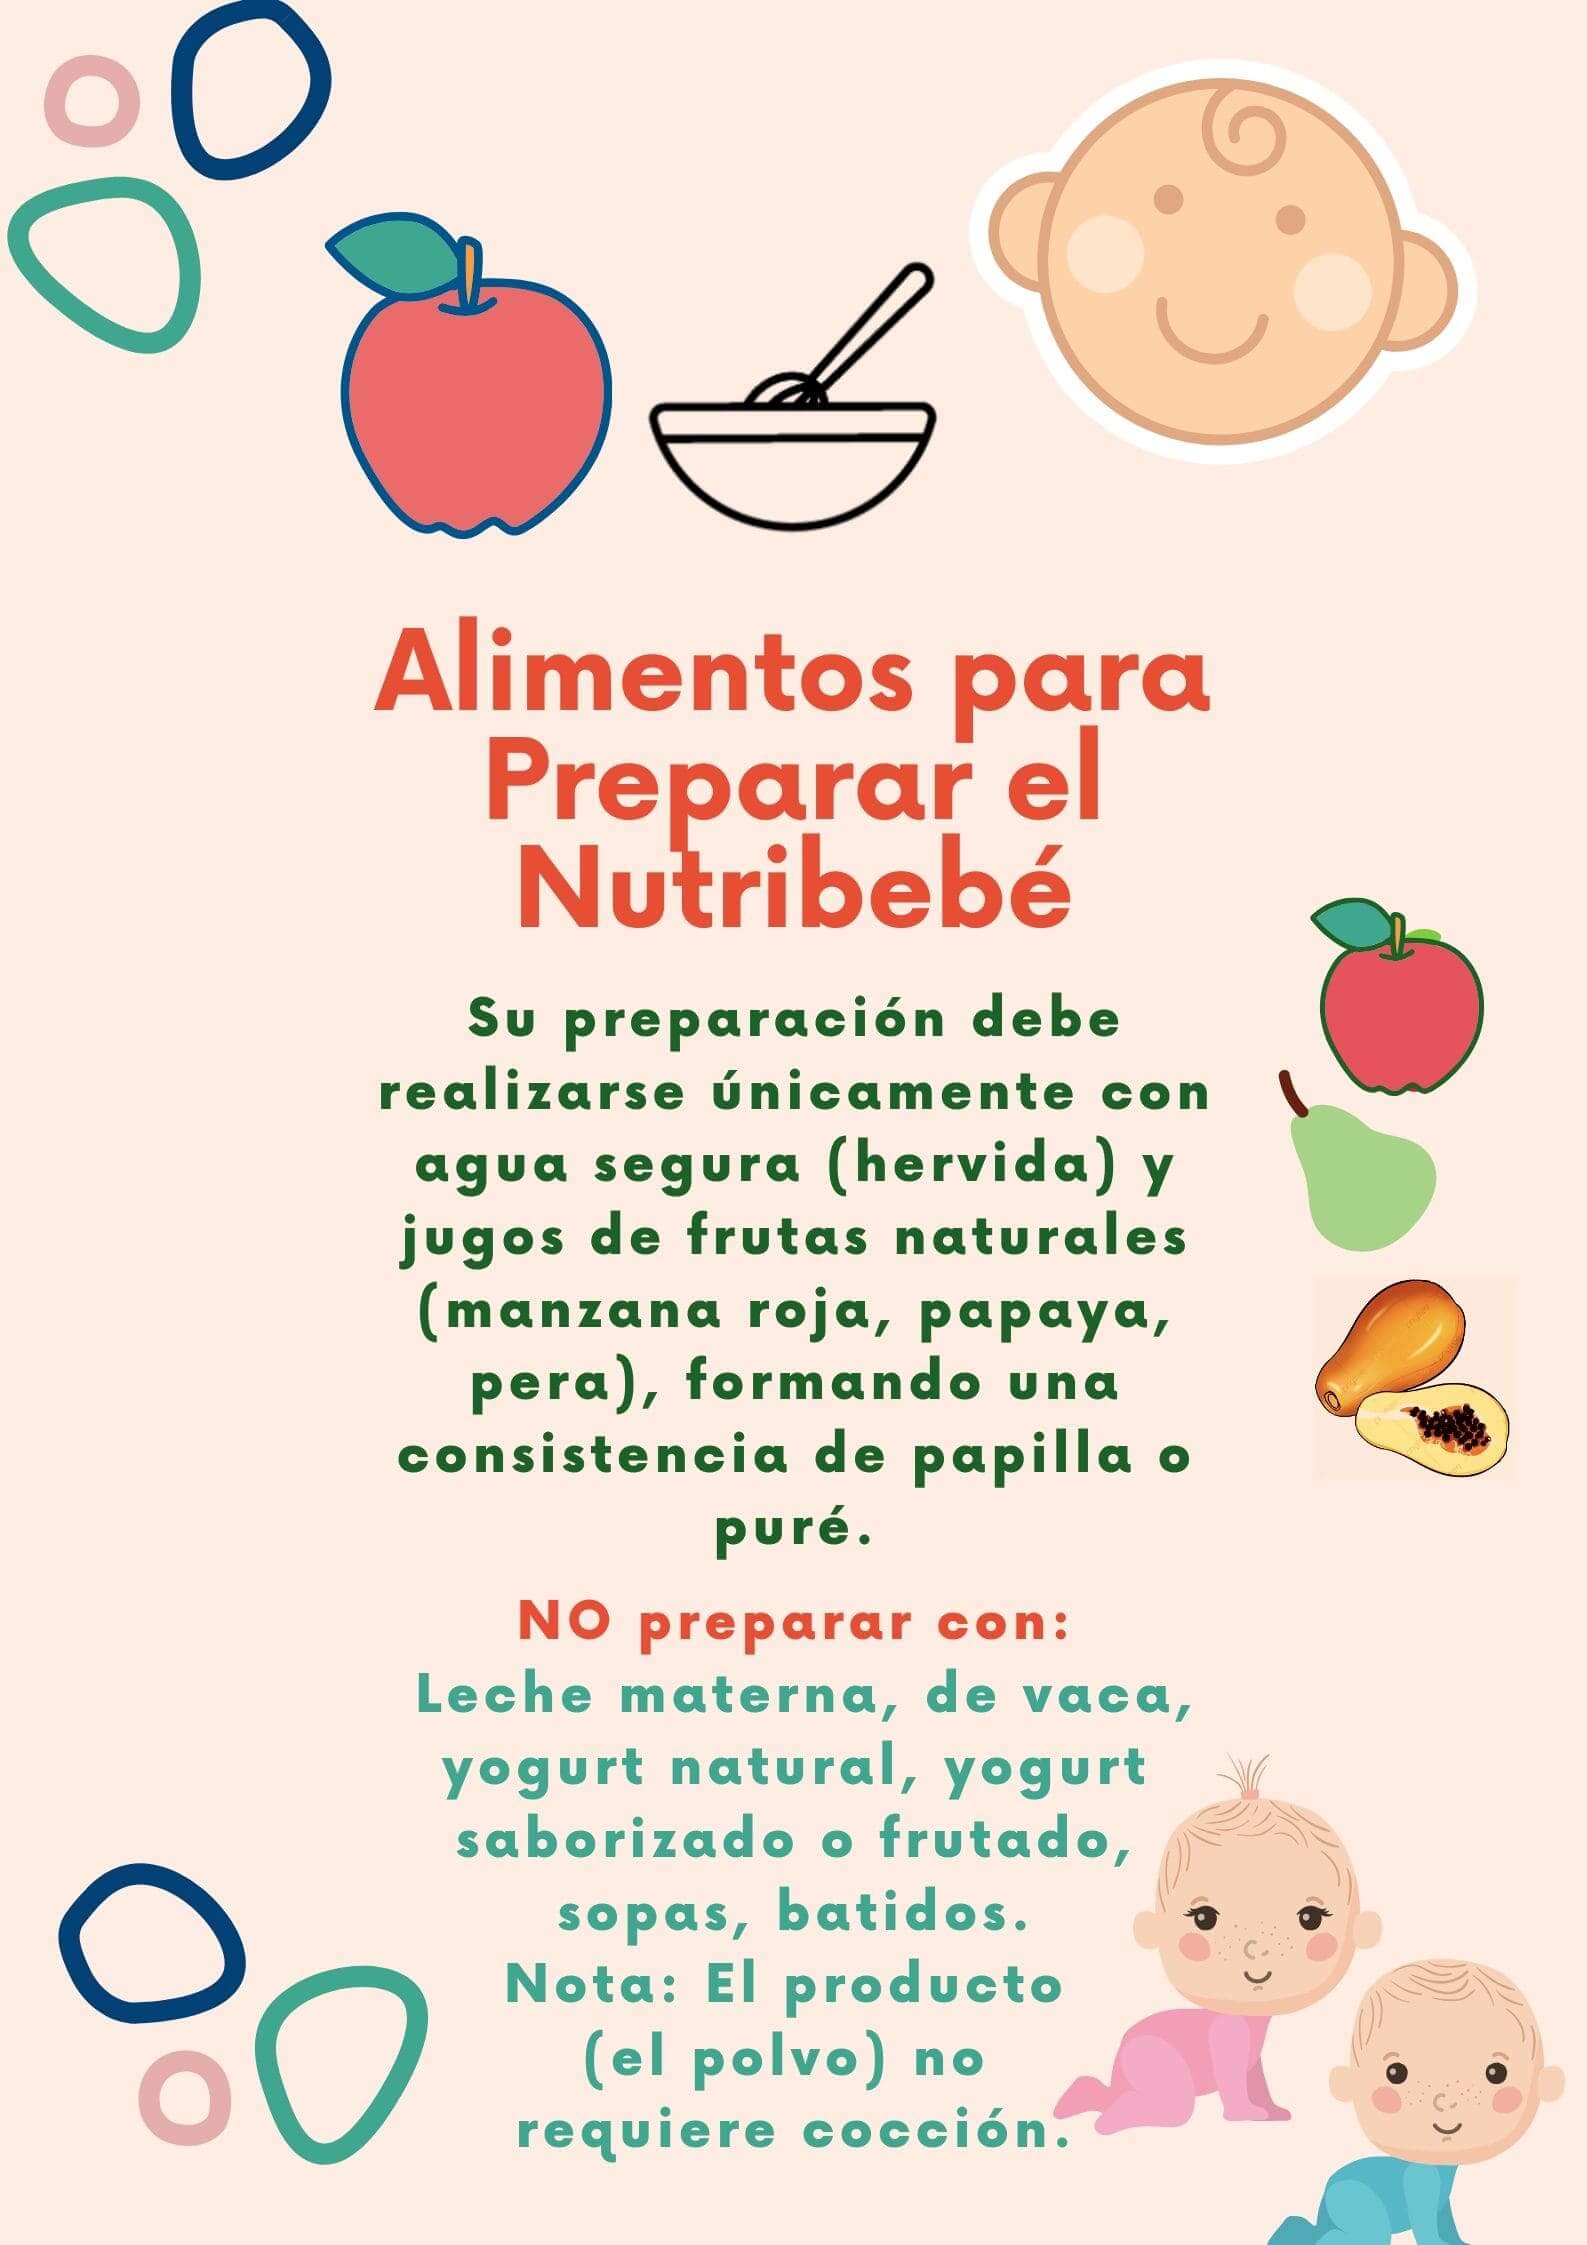 Alimentos para
Preparar el
Nutribebé
Su preparación debe
realizarse únicamente con
agua segura (hervida) y
jugos de frutas naturales
(manzana roja, papaya,
pera), formando una
consistencia de papilla o
puré.
NO preparar con:
Leche materna, de vaca,
yogurt natural, yogurt
saborizado o frutado,
sopas, batidos.
Nota: El producto
(el polvo) no
requiere cocción.